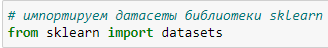 # импортируем датасеты библиотеки sklearn
from sklearn import datasets